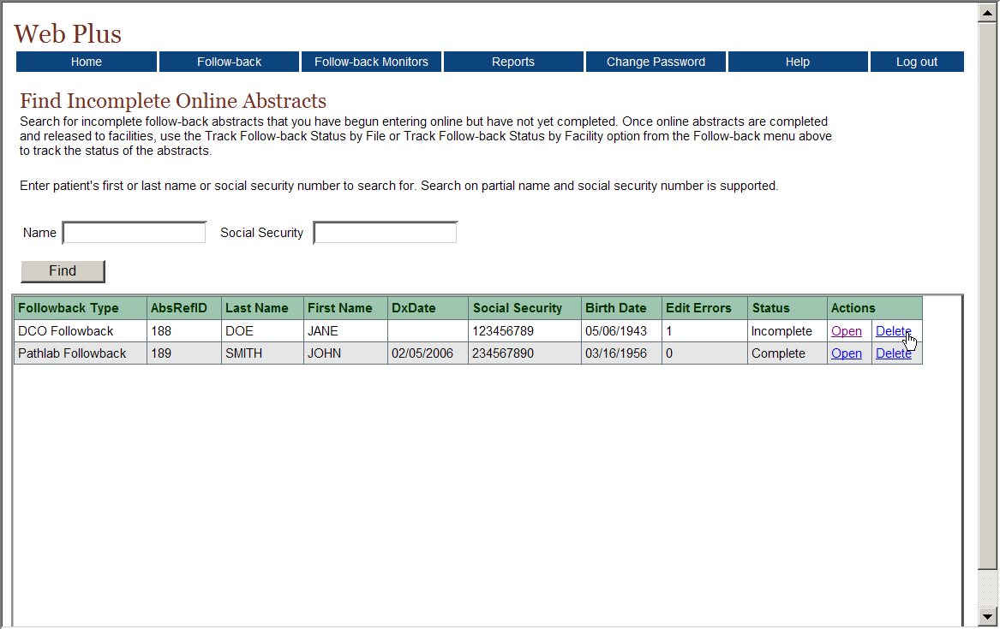 Web Plus
Home Follow-back Follow-back Monitors Reports Change Password Help Log out
Find Incomplete Online Abstracts
Search for incomplete follow-back abstracts that you have begun entering online but have not yet completed. Once online abstracts are completed
and released to facilities, use the Track Follow-back Status by File or Track Follow-back Status by Facility option from the Follow-back menu above
to track the status of the abstracts.
Enter patient's first or last name or social security number to search for. Search on partial name and social security number is supported.
Name Social Security
Find
Followback Type AbsRefID Last Name First Name DxDate Social Security Birth Date Edit Errors Status Actions
DCO Followback 188 DOE JANE 123456789 05/06/1943 1 Incomplete Open Delete
Pathlab Followback 189 SMITH JOHN 02/05/2006 234567890 03/16/1956 0 Complete Open Delete